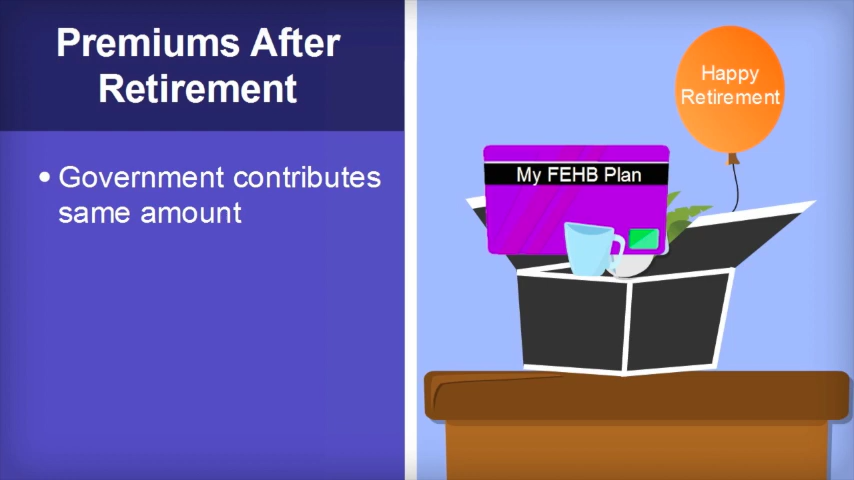 Premiums After
Retirement
• Government contributes
same amount
Happy
Retirement
My FEHB Plan